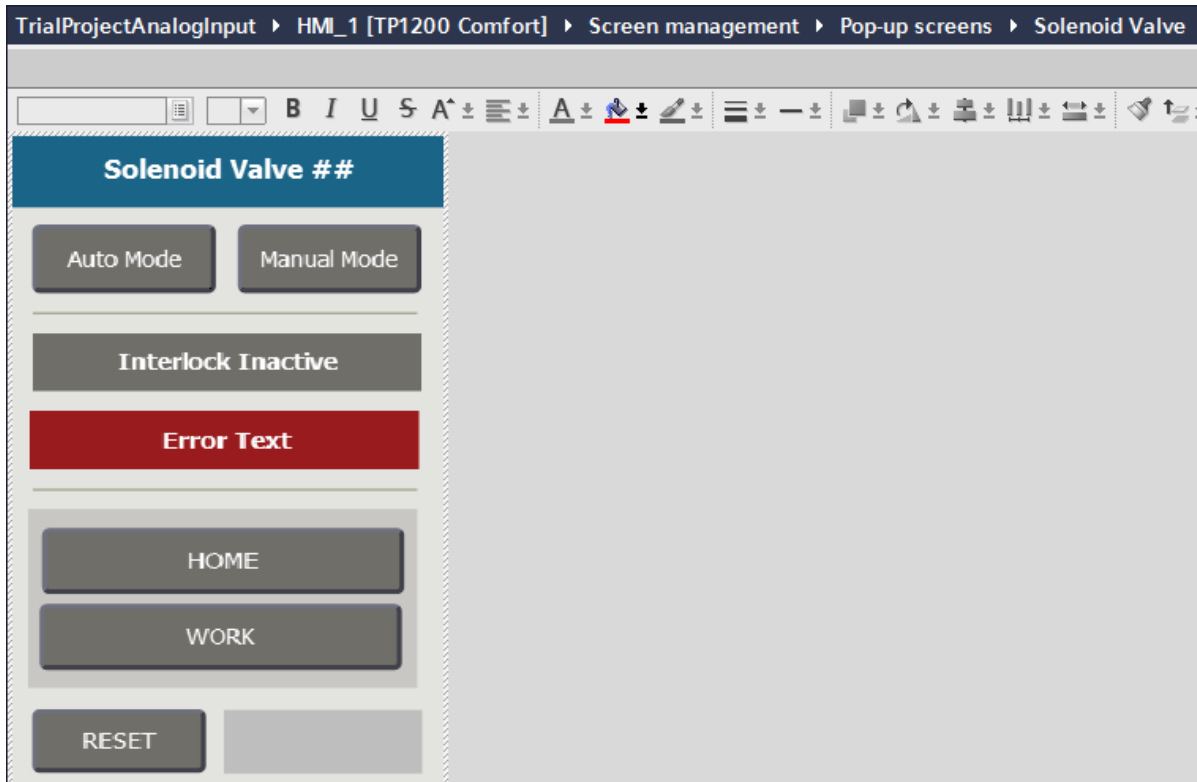 TrialProjectAnalogInput ▸ HMI_1 [TP1200 Comfort] ▸ Screen management ▸ Pop-up screens ▸ Solenoid Valve
B I U S A A
Solenoid Valve ##
Auto Mode Manual Mode
Interlock Inactive
Error Text
HOME
WORK
RESET